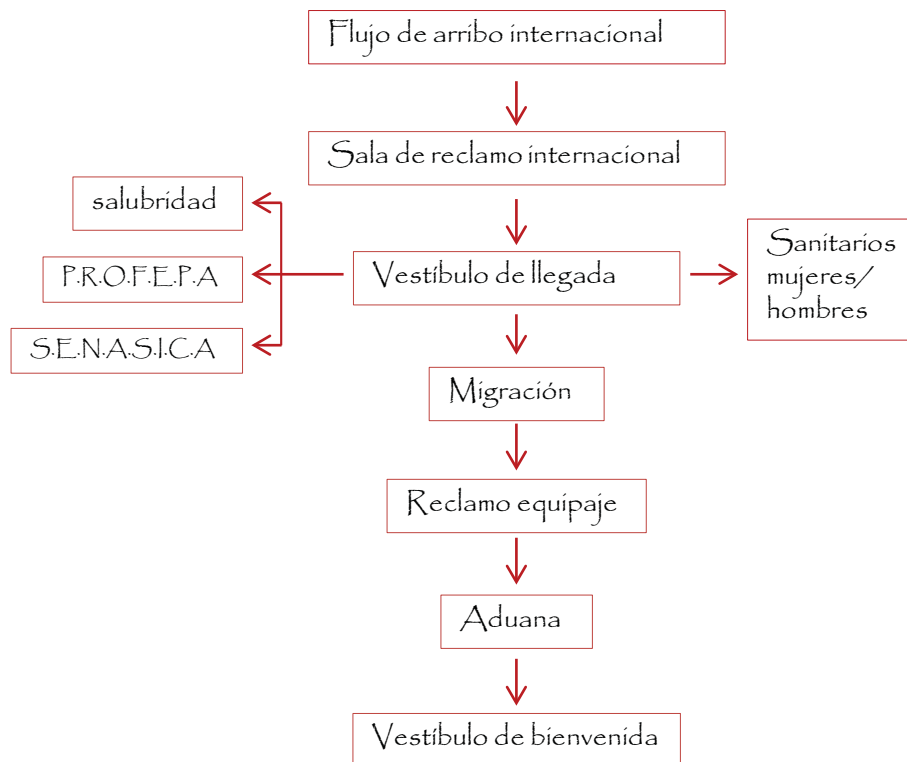 Flujo de arribo internacional
Sala de reclamo internacional
salubridad
P.R.O.F.E.P.A
S.E.N.A.S.I.C.A
Vestíbulo de llegada
Sanitarios
mujeres/
hombres
Migración
Reclamo equipaje
Aduana
Vestíbulo de bienvenida